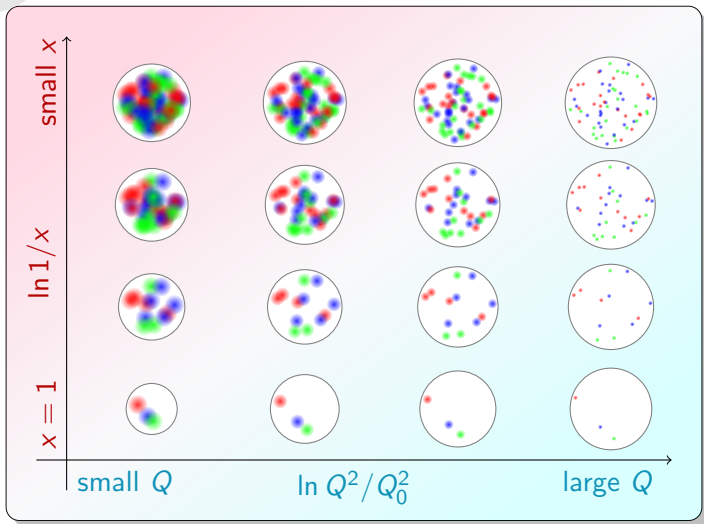 small x
ln 1/x
x = 1
small Q
ln Q²/Q₀²
large Q